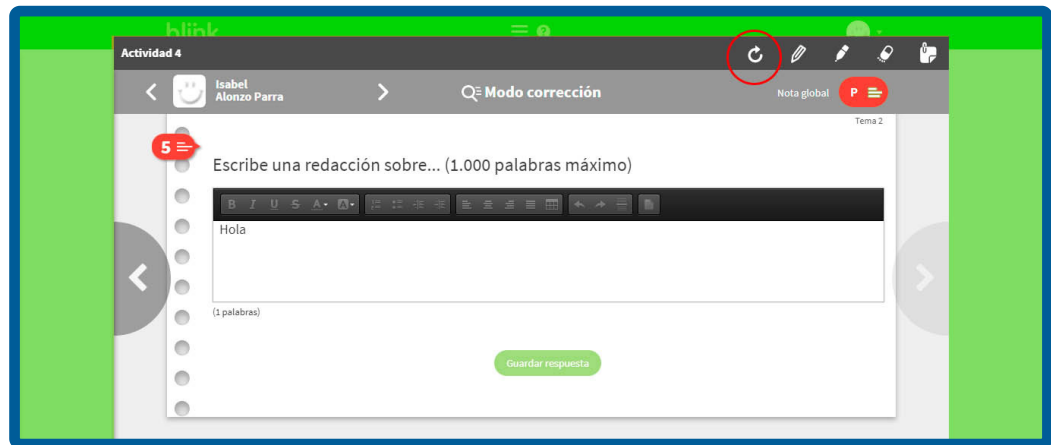 blink
Actividad 4
Isabel
Alonzo Parra
Modo corrección
Nota global
P
Tema 2
5
Escribe una redacción sobre... (1.000 palabras máximo)
B I U S A A
Hola
(1 palabras)
Guardar respuesta